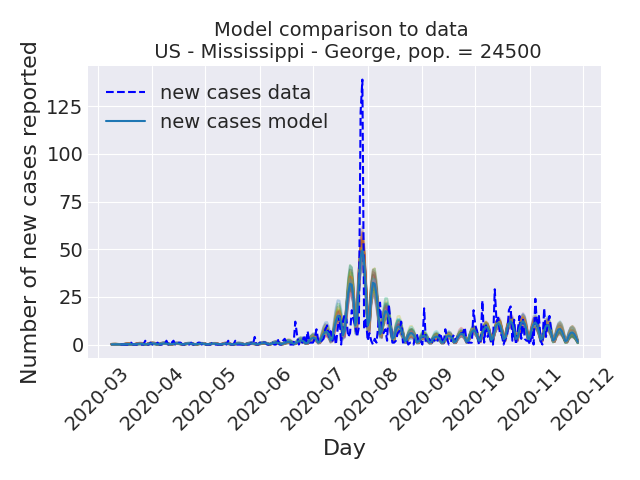 Model comparison to data
US - Mississippi - George, pop. = 24500
Number of new cases reported
125
100
75
50
25
0
new cases data
new cases model
2020-03
2020-04
2020-05
2020-06
2020-07
2020-08
2020-09
2020-10
2020-11
2020-12
Day